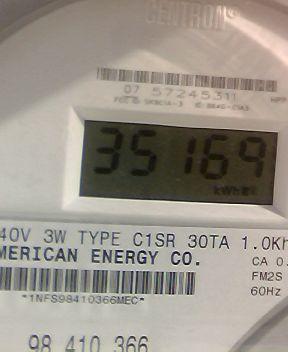 CENTRON®
07 57245311
35169
kWh
40V 3W TYPE C1SR 30TA 1.0Kh
MERICAN ENERGY CO.
CA 0.
FM2S
*1NFS98410366MEC*
60Hz
98 410 366